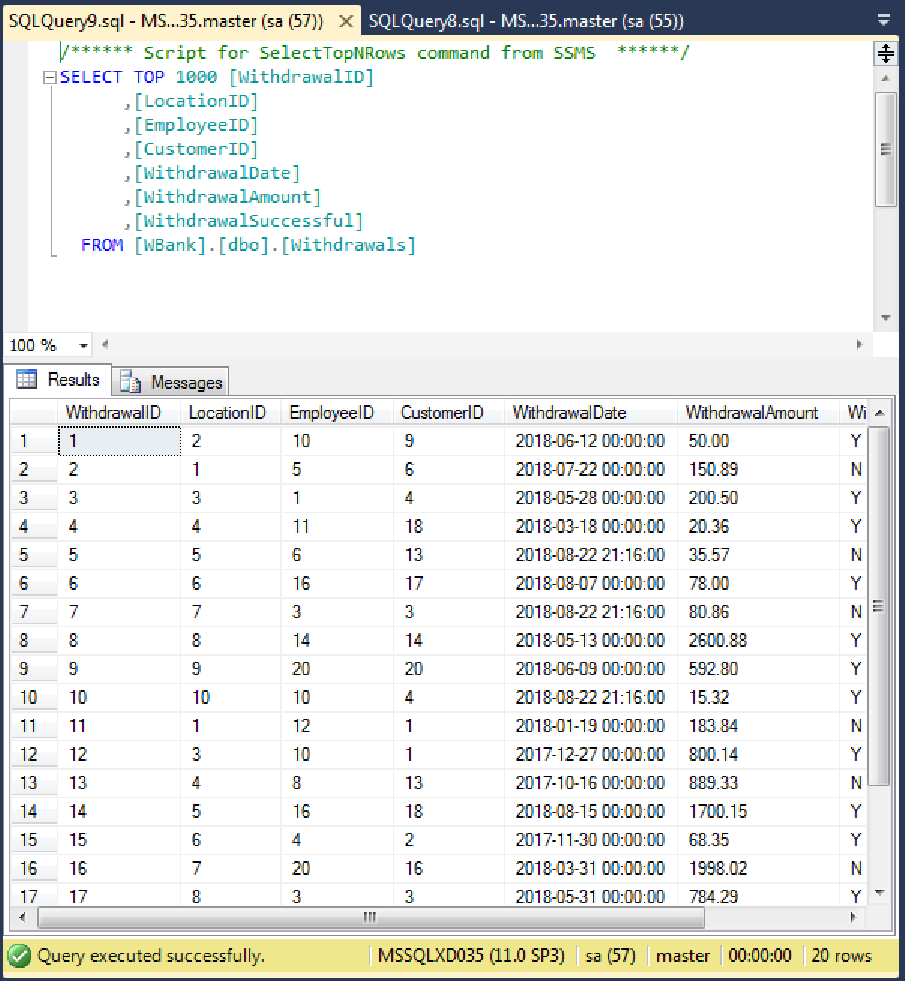 SQLQuery9.sql - MS...35.master (sa (57)) SQLQuery8.sql - MS...35.master (sa (55))
/****** Script for SelectTopNRows command from SSMS ******/
SELECT TOP 1000 [WithdrawalID]
,[LocationID]
,[EmployeeID]
,[CustomerID]
,[WithdrawalDate]
,[WithdrawalAmount]
,[WithdrawalSuccessful]
FROM [WBank].[dbo].[Withdrawals]
100 %
Results Messages
WithdrawalID LocationID EmployeeID CustomerID WithdrawalDate WithdrawalAmount Wi
1 1 2 10 9 2018-06-12 00:00:00 50.00 Y
2 2 1 5 6 2018-07-22 00:00:00 150.89 N
3 3 3 1 4 2018-05-28 00:00:00 200.50 Y
4 4 4 11 18 2018-03-18 00:00:00 20.36 Y
5 5 5 6 13 2018-08-22 21:16:00 35.57 N
6 6 6 16 17 2018-08-07 00:00:00 78.00 Y
7 7 7 3 3 2018-08-22 21:16:00 80.86 N
8 8 8 14 14 2018-05-13 00:00:00 2600.88 Y
9 9 9 20 20 2018-06-09 00:00:00 592.80 Y
10 10 10 10 4 2018-08-22 21:16:00 15.32 Y
11 11 1 12 1 2018-01-19 00:00:00 183.84 N
12 12 3 10 1 2017-12-27 00:00:00 800.14 Y
13 13 4 8 13 2017-10-16 00:00:00 889.33 N
14 14 5 16 18 2018-08-15 00:00:00 1700.15 Y
15 15 6 4 2 2017-11-30 00:00:00 68.35 Y
16 16 7 20 16 2018-03-31 00:00:00 1998.02 N
17 17 8 3 3 2018-05-31 00:00:00 784.29 Y
Query executed successfully. MSSQLXD035 (11.0 SP3) sa (57) master 00:00:00 20 rows